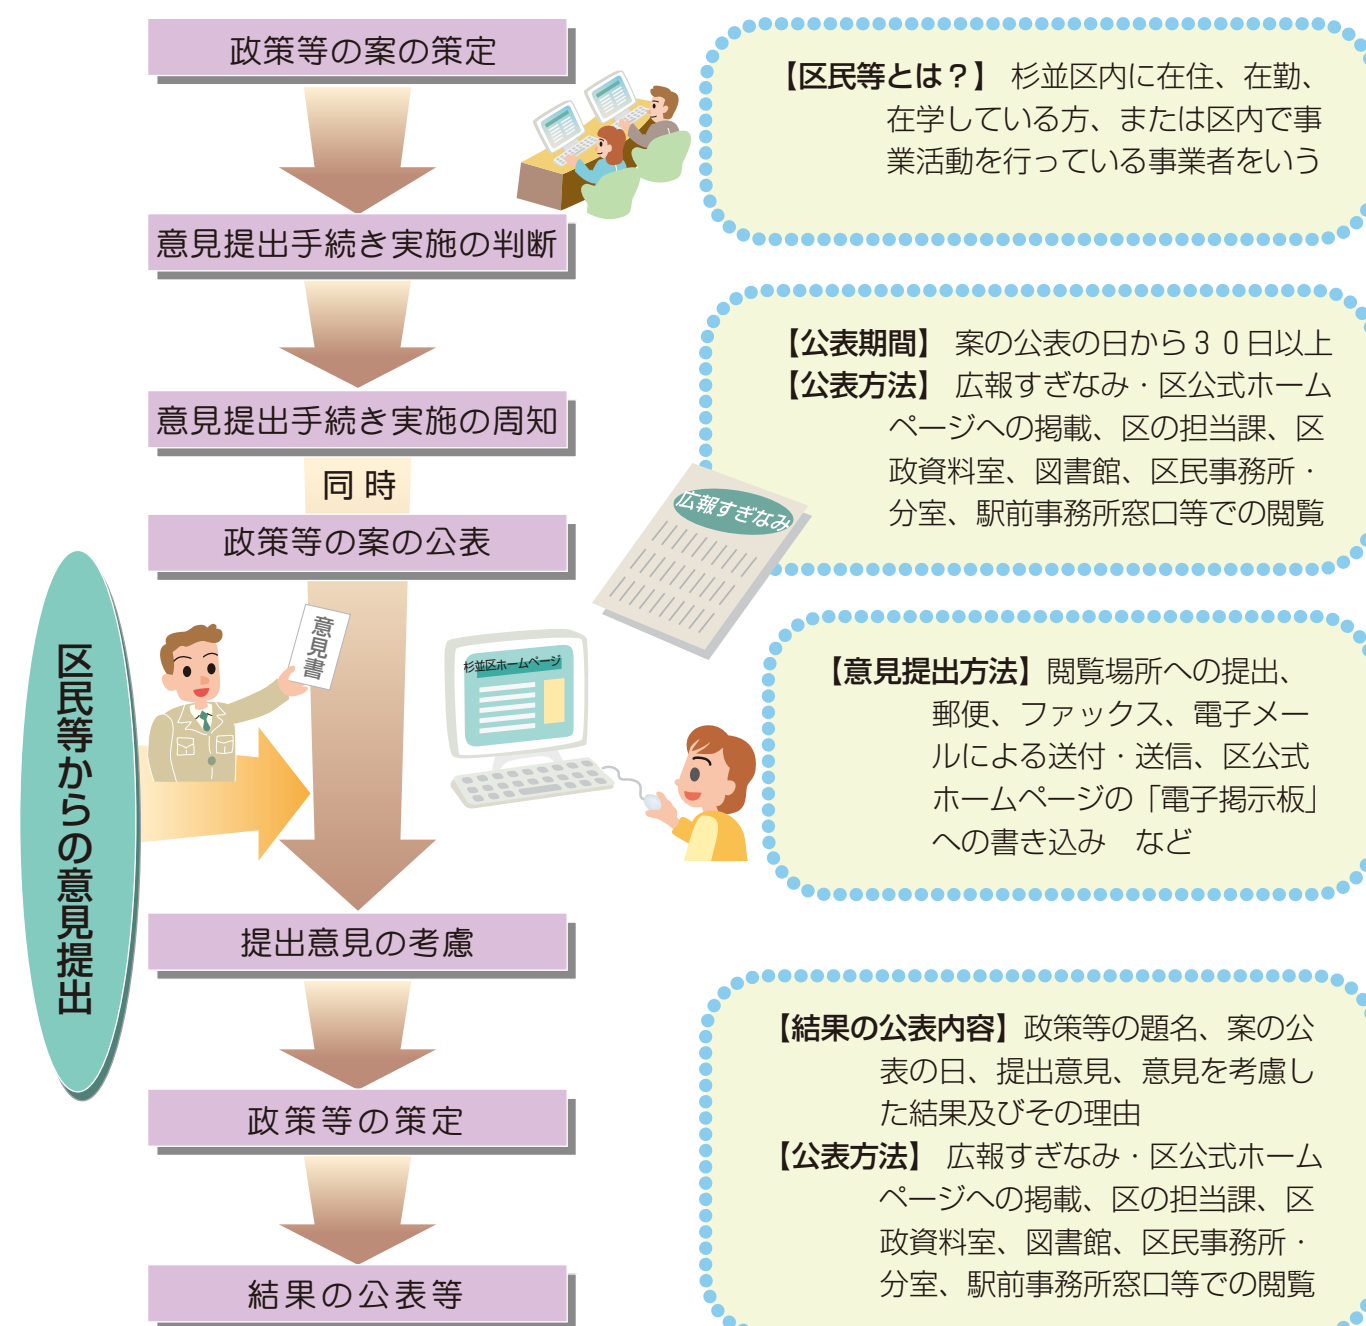 政策等の案の策定
意見提出手続き実施の判断
意見提出手続き実施の周知
同時
政策等の案の公表
区民等からの意見提出
意見書
杉並区ホームページ
広報すぎなみ
提出意見の考慮
政策等の策定
結果の公表等
【区民等とは？】 杉並区内に在住、在勤、
在学している方、または区内で事
業活動を行っている事業者をいう
【公表期間】 案の公表の日から３０日以上
【公表方法】 広報すぎなみ・区公式ホーム
ページへの掲載、区の担当課、区
政資料室、図書館、区民事務所・
分室、駅前事務所窓口等での閲覧
【意見提出方法】閲覧場所への提出、
郵便、ファックス、電子メー
ルによる送付・送信、区公式
ホームページの「電子掲示板」
への書き込み　など
【結果の公表内容】政策等の題名、案の公
表の日、提出意見、意見を考慮し
た結果及びその理由
【公表方法】 広報すぎなみ・区公式ホーム
ページへの掲載、区の担当課、区
政資料室、図書館、区民事務所・
分室、駅前事務所窓口等での閲覧